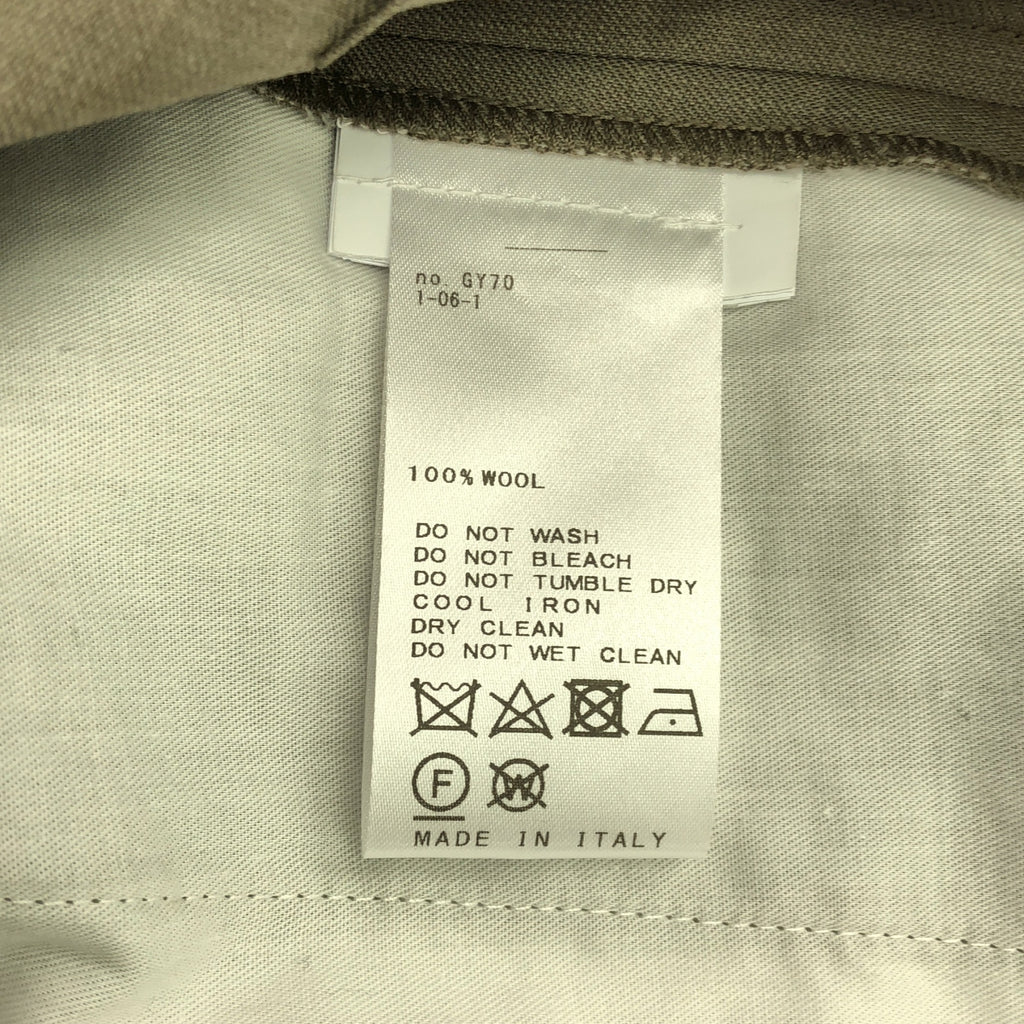 no GY70
1-06-1
100% WOOL
DO NOT WASH
DO NOT BLEACH
DO NOT TUMBLE DRY
COOL IRON
DRY CLEAN
DO NOT WET CLEAN
F W
MADE IN ITALY